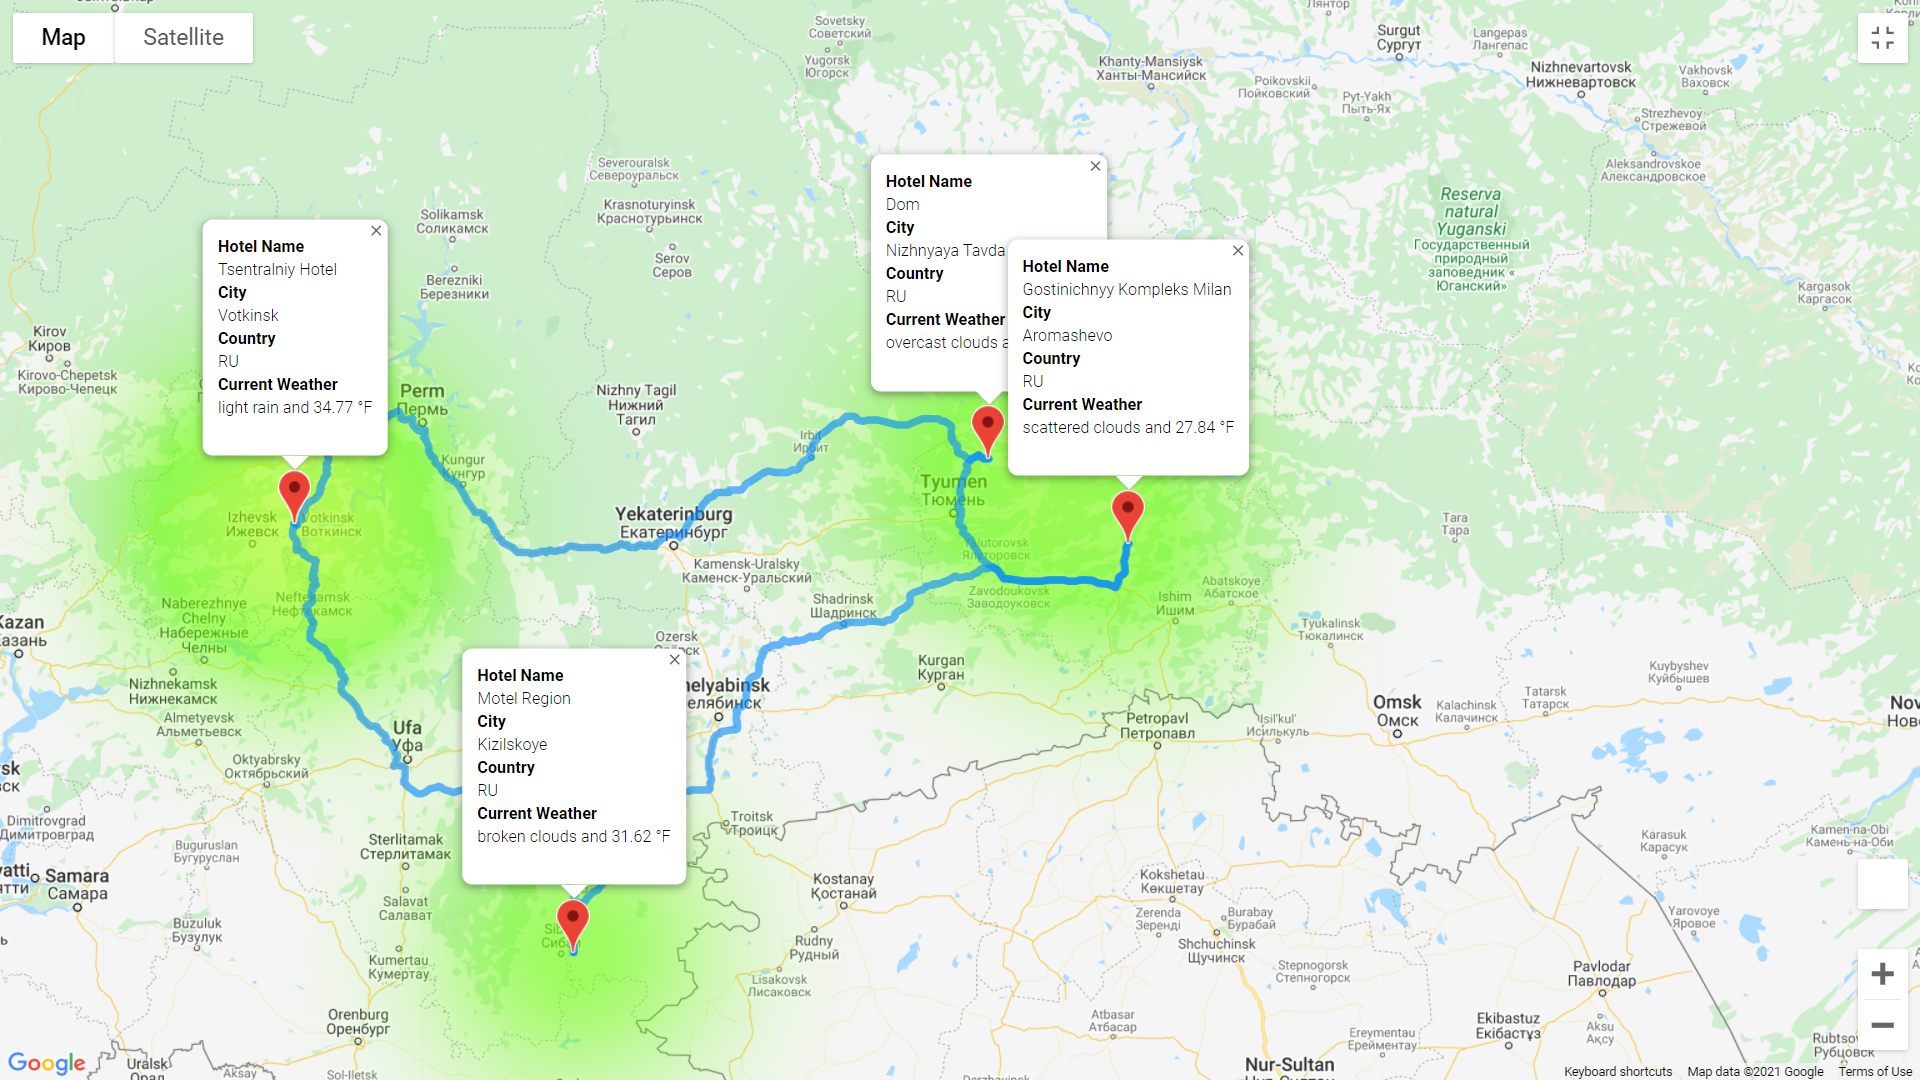 Map
Satellite
Sovetsky
Советский
Yugorsk
Югорск
Khanty-Mansiysk
Ханты-Мансийск
Surgut
Сургут
Langepas
Лангепас
Лянтор
Nizhnevartovsk
Нижневартовск
Poikovskii
Пойковский
Pyt-Yakh
Пыть-Ях
Vakhovsk
Ваховск
Strezhevoy
Стрежевой
Aleksandrovskoe
Александровское
Reserva
natural
Yuganski
Государственный
природный
заповедник «
Юганский»
Kargasok
Каргасок
Severouralsk
Североуральск
Krasnoturyinsk
Краснотурьинск
Serov
Серов
Solikamsk
Соликамск
Berezniki
Березники
Kirov
Киров
Kirovo-Chepetsk
Кирово-Чепецк
Hotel Name
Tsentralniy Hotel
City
Votkinsk
Country
RU
Current Weather
light rain and 34.77 °F
Hotel Name
Dom
City
Nizhnyaya Tavda
Country
RU
Current Weather
overcast clouds a
Hotel Name
Gostinichnyy Kompleks Milan
City
Aromashevo
Country
RU
Current Weather
scattered clouds and 27.84 °F
Perm
Пермь
Kungur
Кунгур
Nizhny Tagil
Нижний
Тагил
Irbit
Ирбит
Yekaterinburg
Екатеринбург
Tyumen
Тюмень
Izhevsk
Ижевск
Votkinsk
Воткинск
Yalutorovsk
Ялуторовск
Zavodoukovsk
Заводоуковск
Kamensk-Uralsky
Каменск-Уральский
Shadrinsk
Шадринск
Neftekamsk
Нефтекамск
Naberezhnye
Chelny
Набережные
Челны
Ishim
Ишим
Abatskoye
Абатское
Tara
Тара
Tyukalinsk
Тюкалинск
Kazan
Казань
Ozersk
Kurgan
Курган
Nizhnekamsk
Нижнекамск
Almetyevsk
Альметьевск
Oktyabrsky
Октябрьский
Ufa
Уфа
helyabinsk
елябинск
Petropavl
Петропавл
Isil'kul'
Исилькуль
Omsk
Омск
Kalachinsk
Калачинск
Tatarsk
Татарск
Kuybyshev
Куйбышев
Nov
Ново
Hotel Name
Motel Region
City
Kizilskoye
Country
RU
Current Weather
broken clouds and 31.62 °F
Troitsk
Троицк
Dimitrovgrad
Димитровград
Buguruslan
Бугуруслан
Sterlitamak
Стерлитамак
Karasuk
Карасук
Kamen-na-Obi
Камень-на-Оби
Samara
Самара
Salavat
Салават
Buzuluk
Бузулук
Kumertau
Кумертау
Kostanay
Қостанай
Rudny
Рудный
Lisakovsk
Лисаковск
Kokshetau
Көкшетау
Zerenda
Зеренді
Burabay
Бурабай
Shchuchinsk
Щучинск
Stepnogorsk
Степногорск
Yarovoye
Яровое
Pavlodar
Павлодар
Orenburg
Оренбург
Atbasar
Атбасар
Ereymentau
Ерейментау
Ekibastuz
Екібастұз
Aksu
Ақсу
Rubtsovsk
Рубцовск
Uralsk
Орал
Aksay
Sol-Iletsk
Nur-Sultan
Google
Keyboard shortcuts
Map data ©2021 Google
Terms of Use